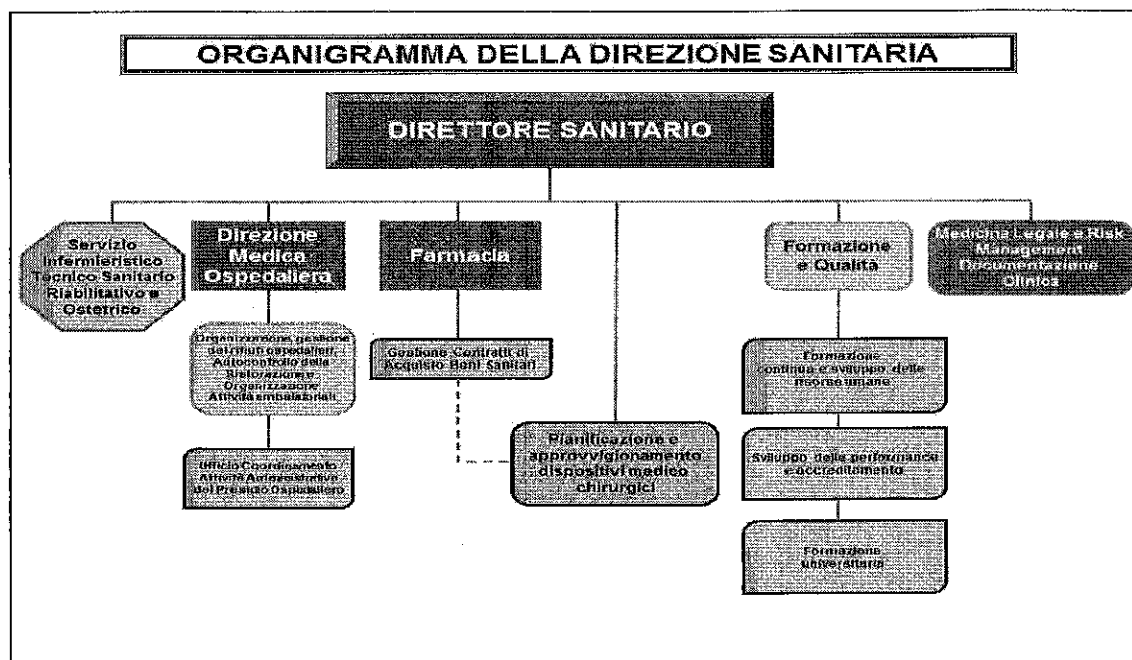 ORGANIGRAMMA DELLA DIREZIONE SANITARIA
DIRETTORE SANITARIO
Servizio
Infermieristico
Tecnico Sanitario
Riabilitativo e
Ostetrico
Direzione
Medica
Ospedaliera
Farmacia
Formazione
e Qualità
Medicina Legale e Risk
Management
Documentazione
Clinica
Organizzazione gestione
dei rifiuti ospedalieri,
Autocontrollo della
Ristorazione e
Organizzazione
Attività ambulatoriali
Ufficio Coordinamento
Attività Amministrative
del Presidio Ospedaliero
Gestione Contratti di
Acquisto Beni Sanitari
Pianificazione e
approvvigionamento
dispositivi medico
chirurgici
Formazione
continua e sviluppo delle
risorse umane
Sviluppo delle performance
e accreditamento
Formazione
universitaria